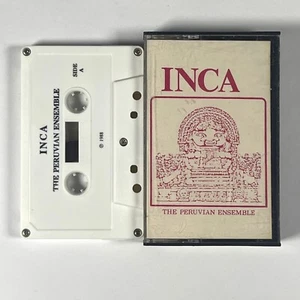 INCA
THE PERUVIAN ENSEMBLE
SIDE
A
© 1988
INCA
THE PERUVIAN ENSEMBLE